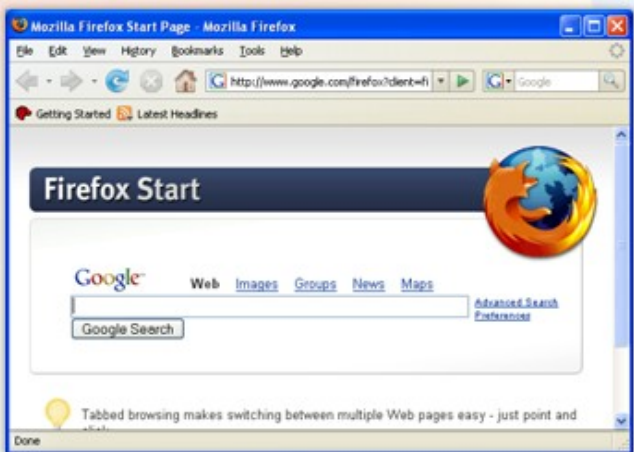 Mozilla Firefox Start Page - Mozilla Firefox
File Edit View History Bookmarks Tools Help
http://www.google.com/firefox?client=fi Google
Getting Started Latest Headlines
Firefox Start
Google Web Images Groups News Maps
Advanced Search
Preferences
Google Search
Tabbed browsing makes switching between multiple Web pages easy - just point and
Done